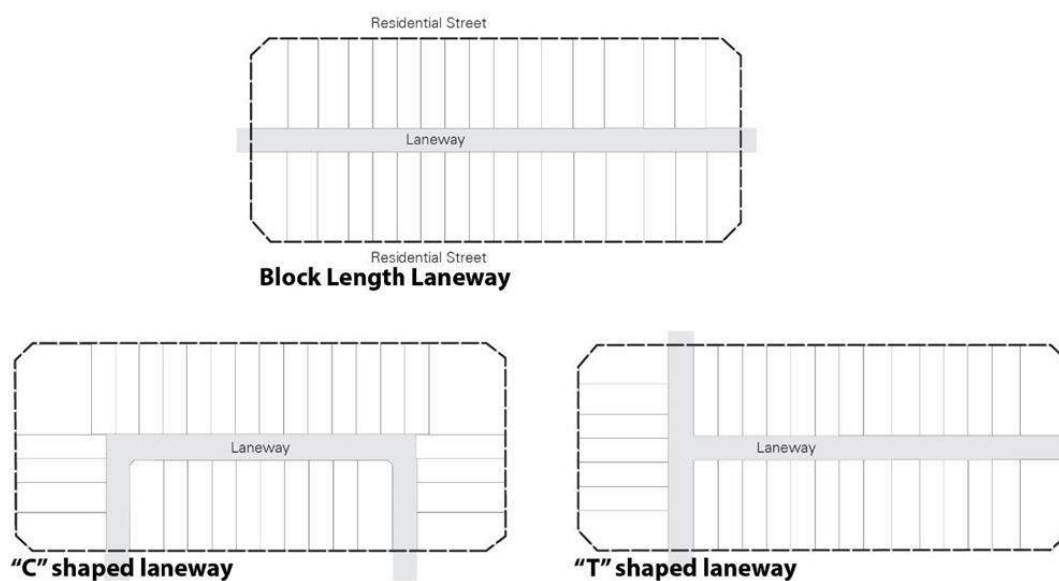 Residential Street
Laneway
Residential Street
Block Length Laneway
Laneway
"C" shaped laneway
Laneway
"T" shaped laneway